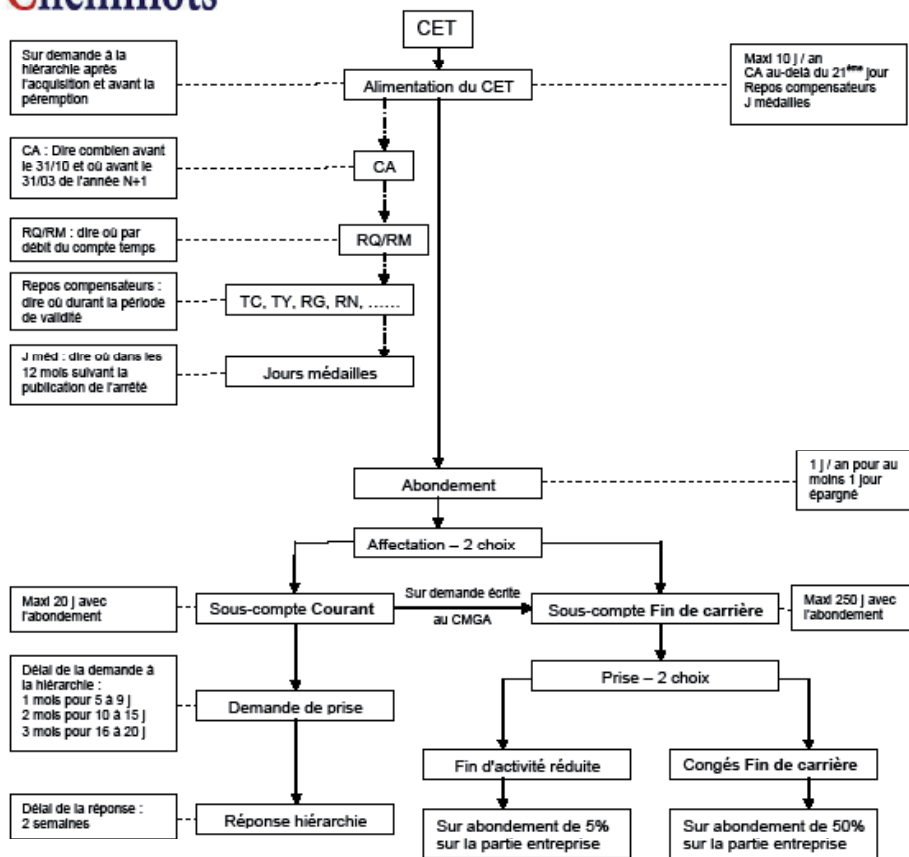 Cheminots
CET
Sur demande à la
hiérarchie après
l'acquisition et avant la
péremption
Alimentation du CET
Maxi 10 j / an
CA au-delà du 21ème jour
Repos compensateurs
J médailles
CA : Dire combien avant
le 31/10 et où avant le
31/03 de l'année N+1
CA
RQ/RM : dire où par
débit du compte temps
RQ/RM
Repos compensateurs :
dire où durant la période
de validité
TC, TY, RG, RN, ......
J méd : dire où dans les
12 mois suivant la
publication de l'arrêté
Jours médailles
Abondement
1 j / an pour au
moins 1 jour
épargné
Affectation – 2 choix
Maxi 20 j avec
l'abondement
Sous-compte Courant
Sur demande écrite
au CMGA
Sous-compte Fin de carrière
Maxi 250 j avec
l'abondement
Délai de la demande à
la hiérarchie :
1 mois pour 5 à 9 j
2 mois pour 10 à 15 j
3 mois pour 16 à 20 j
Demande de prise
Prise – 2 choix
Fin d'activité réduite
Congés Fin de carrière
Délai de la réponse :
2 semaines
Réponse hiérarchie
Sur abondement de 5%
sur la partie entreprise
Sur abondement de 50%
sur la partie entreprise